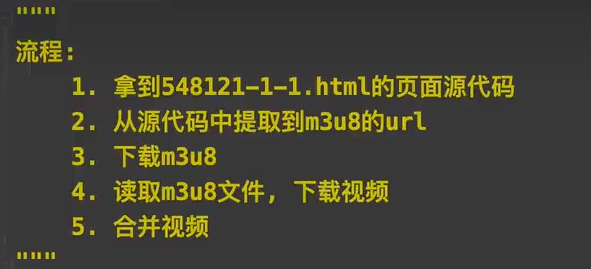 """
流程:
1. 拿到548121-1-1.html的页面源代码
2. 从源代码中提取到m3u8的url
3. 下载m3u8
4. 读取m3u8文件, 下载视频
5. 合并视频
"""